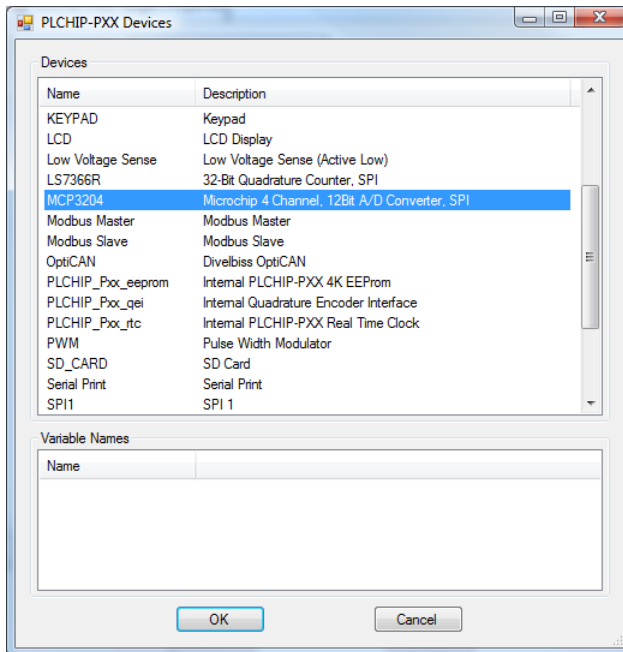 PLCHIP-PXX Devices
Devices
Name Description
KEYPAD Keypad
LCD LCD Display
Low Voltage Sense Low Voltage Sense (Active Low)
LS7366R 32-Bit Quadrature Counter, SPI
MCP3204 Microchip 4 Channel, 12Bit A/D Converter, SPI
Modbus Master Modbus Master
Modbus Slave Modbus Slave
OptiCAN Divelbiss OptiCAN
PLCHIP_Pxx_eeprom Internal PLCHIP-PXX 4K EEProm
PLCHIP_Pxx_qei Internal Quadrature Encoder Interface
PLCHIP_Pxx_rtc Internal PLCHIP-PXX Real Time Clock
PWM Pulse Width Modulator
SD_CARD SD Card
Serial Print Serial Print
SPI1 SPI 1
Variable Names
Name
OK Cancel